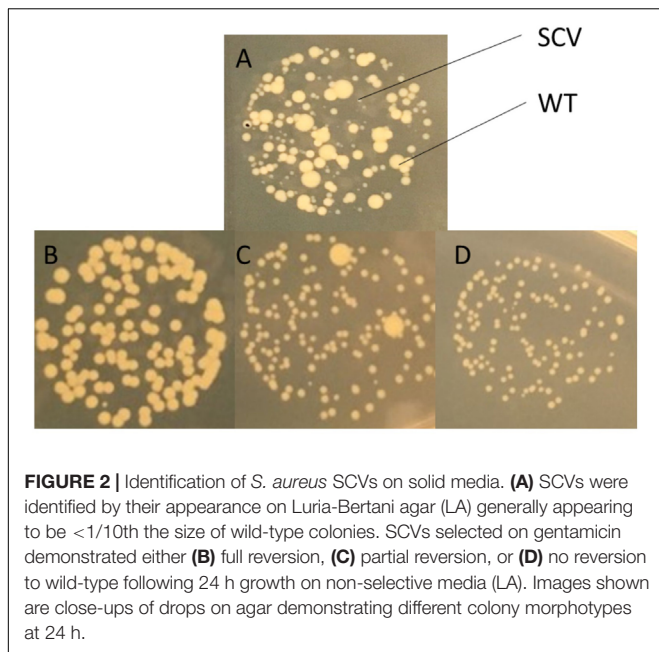 A
SCV
WT
B
C
D
FIGURE 2 | Identification of S. aureus SCVs on solid media. (A) SCVs were
identified by their appearance on Luria-Bertani agar (LA) generally appearing
to be <1/10th the size of wild-type colonies. SCVs selected on gentamicin
demonstrated either (B) full reversion, (C) partial reversion, or (D) no reversion
to wild-type following 24 h growth on non-selective media (LA). Images shown
are close-ups of drops on agar demonstrating different colony morphotypes
at 24 h.